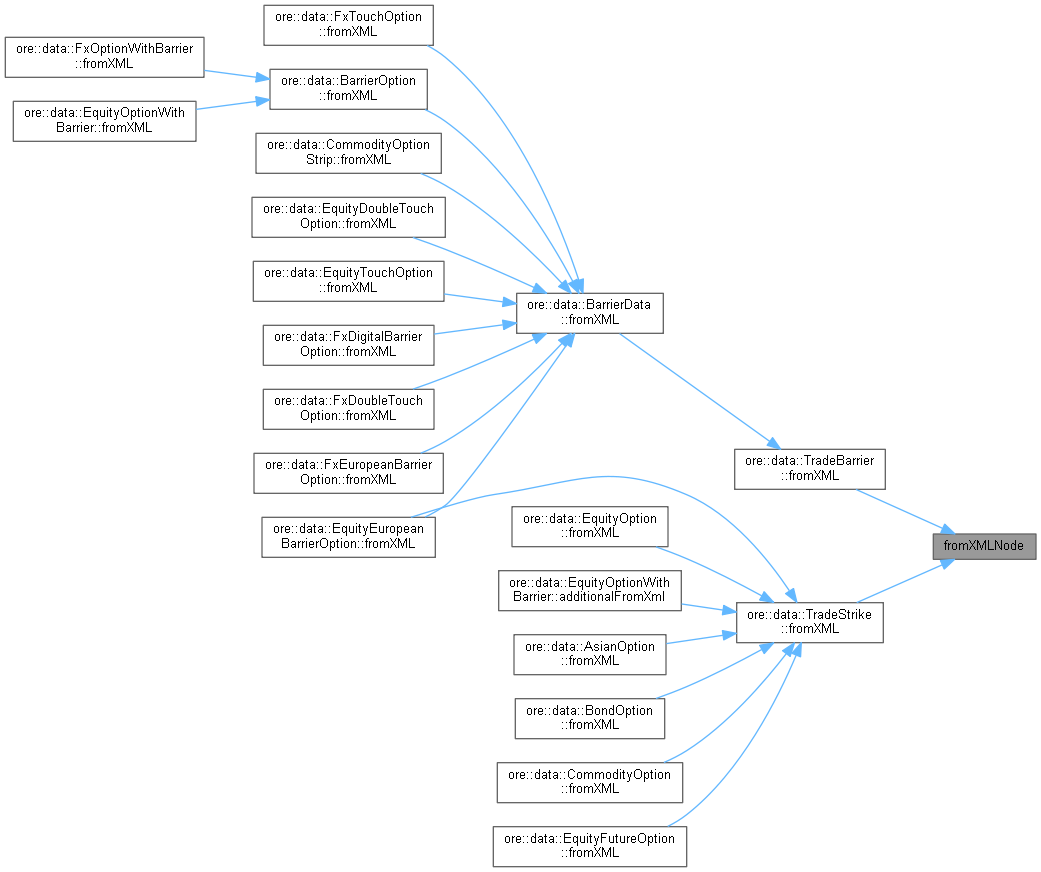 ore::data::FxTouchOption
::fromXML
ore::data::FxOptionWithBarrier
::fromXML
ore::data::BarrierOption
::fromXML
ore::data::EquityOptionWith
Barrier::fromXML
ore::data::CommodityOption
Strip::fromXML
ore::data::EquityDoubleTouch
Option::fromXML
ore::data::EquityTouchOption
::fromXML
ore::data::BarrierData
::fromXML
ore::data::FxDigitalBarrier
Option::fromXML
ore::data::FxDoubleTouch
Option::fromXML
ore::data::FxEuropeanBarrier
Option::fromXML
ore::data::TradeBarrier
::fromXML
ore::data::EquityEuropean
BarrierOption::fromXML
ore::data::EquityOption
::fromXML
fromXMLNode
ore::data::EquityOptionWith
Barrier::additionalFromXml
ore::data::TradeStrike
::fromXML
ore::data::AsianOption
::fromXML
ore::data::BondOption
::fromXML
ore::data::CommodityOption
::fromXML
ore::data::EquityFutureOption
::fromXML